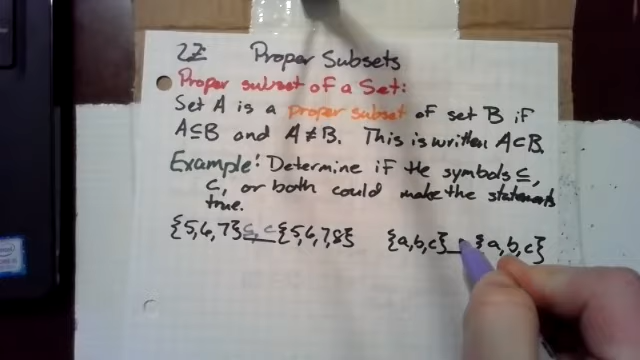 2Z Proper Subsets
Proper subset of a Set:
Set A is a proper subset of set B if
A⊆B and A≠B. This is written A⊂B.
Example: Determine if the symbols ⊆,
⊂, or both could make the statements
true.
{5,6,7} ⊆, ⊂ {5,6,7,8} {a,b,c} {a,b,c}